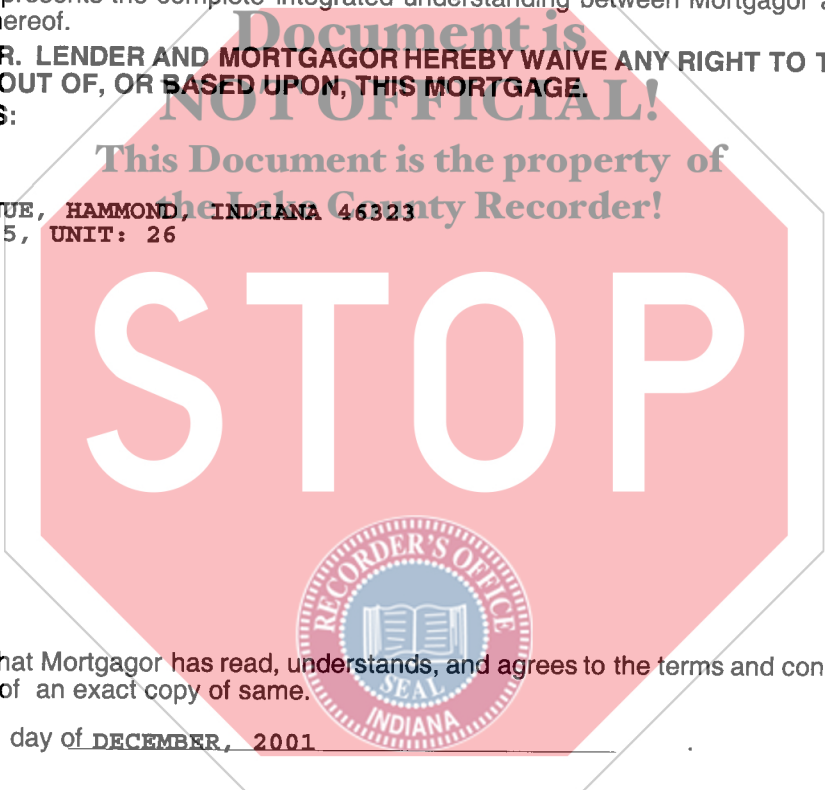 presents the complete integrated understanding between Mortgagor a
hereof.
Document is
R. LENDER AND MORTGAGOR HEREBY WAIVE ANY RIGHT TO T
OUT OF, OR BASED UPON, THIS MORTGAGE.
NOT OFFICIAL!
S:
This Document is the property of
the Lake County Recorder!
UE, HAMMOND, INDIANA 46323
5, UNIT: 26
STOP
RECORDER'S OFFICE
SEAL
INDIANA
hat Mortgagor has read, understands, and agrees to the terms and con
of an exact copy of same.
day of DECEMBER, 2001 .